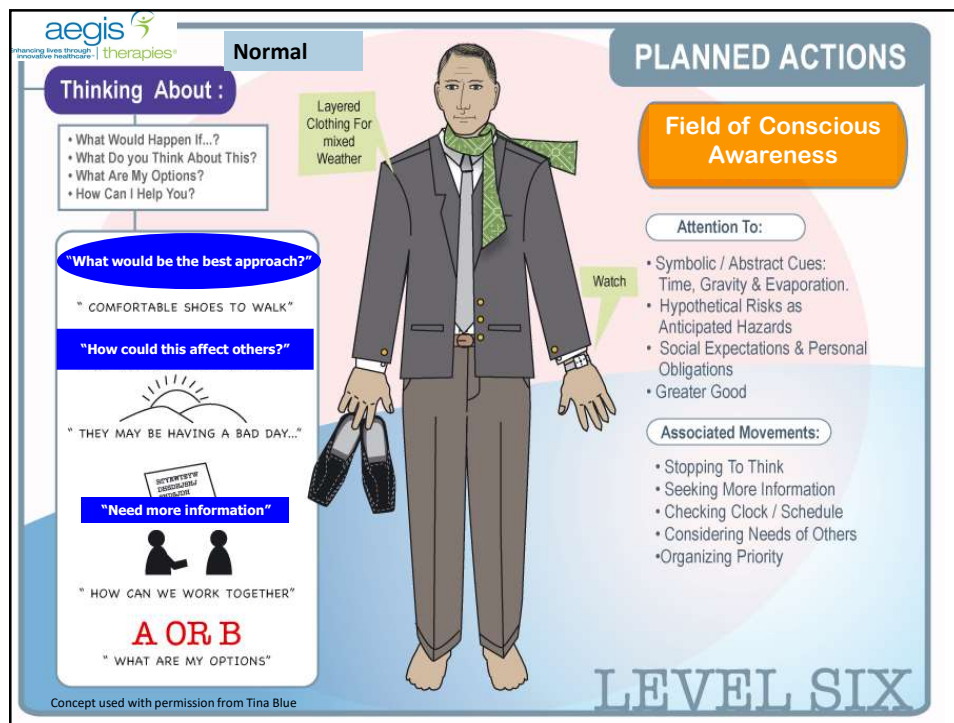 aegis
therapies®
Enhancing lives through
innovative healthcare™
Normal
PLANNED ACTIONS
Thinking About :
• What Would Happen If...?
• What Do you Think About This?
• What Are My Options?
• How Can I Help You?
Layered
Clothing For
mixed
Weather
Field of Conscious
Awareness
"What would be the best approach?"
" COMFORTABLE SHOES TO WALK"
"How could this affect others?"
" THEY MAY BE HAVING A BAD DAY..."
"Need more information"
" HOW CAN WE WORK TOGETHER"
A OR B
" WHAT ARE MY OPTIONS"
Watch
Attention To:
• Symbolic / Abstract Cues:
Time, Gravity & Evaporation.
• Hypothetical Risks as
Anticipated Hazards
• Social Expectations & Personal
Obligations
• Greater Good
Associated Movements:
• Stopping To Think
• Seeking More Information
• Checking Clock / Schedule
• Considering Needs of Others
•Organizing Priority
LEVEL SIX
Concept used with permission from Tina Blue